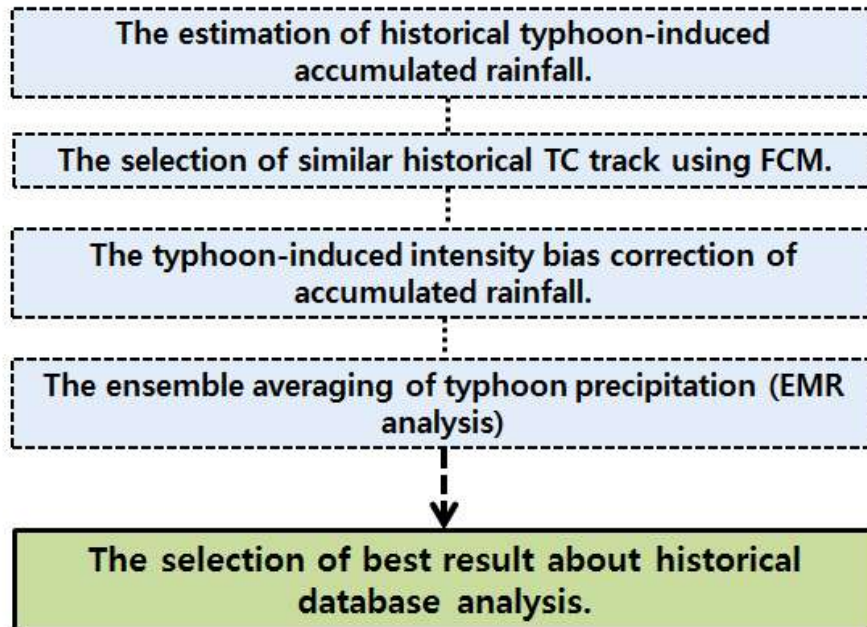 The estimation of historical typhoon-induced
accumulated rainfall.
The selection of similar historical TC track using FCM.
The typhoon-induced intensity bias correction of
accumulated rainfall.
The ensemble averaging of typhoon precipitation (EMR
analysis)
The selection of best result about historical
database analysis.